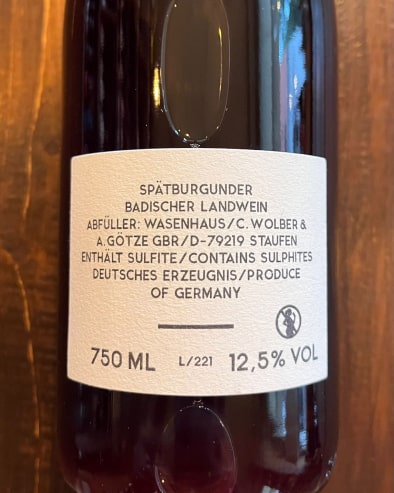 SPÄTBURGUNDER
BADISCHER LANDWEIN
ABFÜLLER: WASENHAUS/C. WOLBER &
A. GÖTZE GBR/D-79219 STAUFEN
ENTHÄLT SULFITE/CONTAINS SULPHITES
DEUTSCHES ERZEUGNIS/PRODUCE
OF GERMANY
750 ML L/221 12,5% VOL